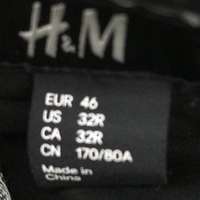 H&M
EUR 46
US 32R
CA 32R
CN 170/80A
Made in
China